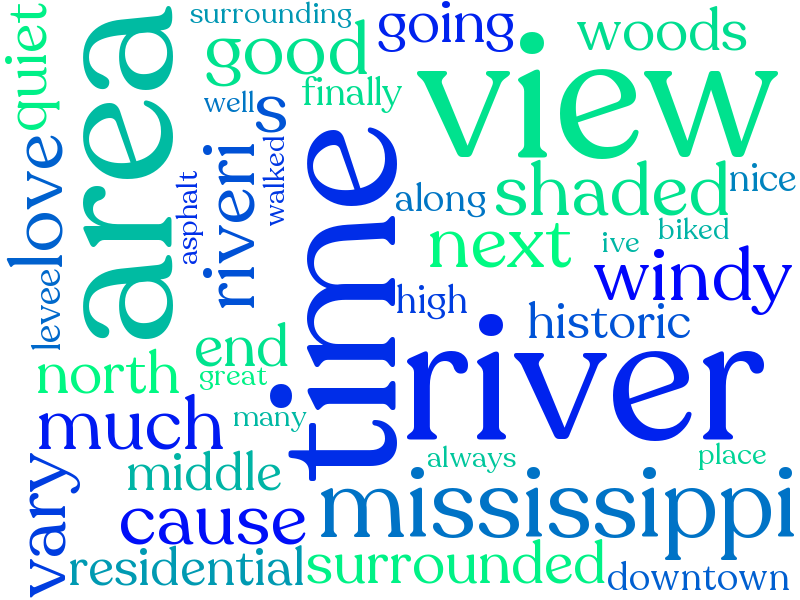 surrounding
going
woods
quiet
area
good
view
finally
well
s
time
love
riveri
walked
asphalt
along
shaded
nice
next
ive
biked
windy
levee
high
historic
river
end
north
great
much
many
always
place
vary
middle
mississippi
cause
residential
surrounded
downtown